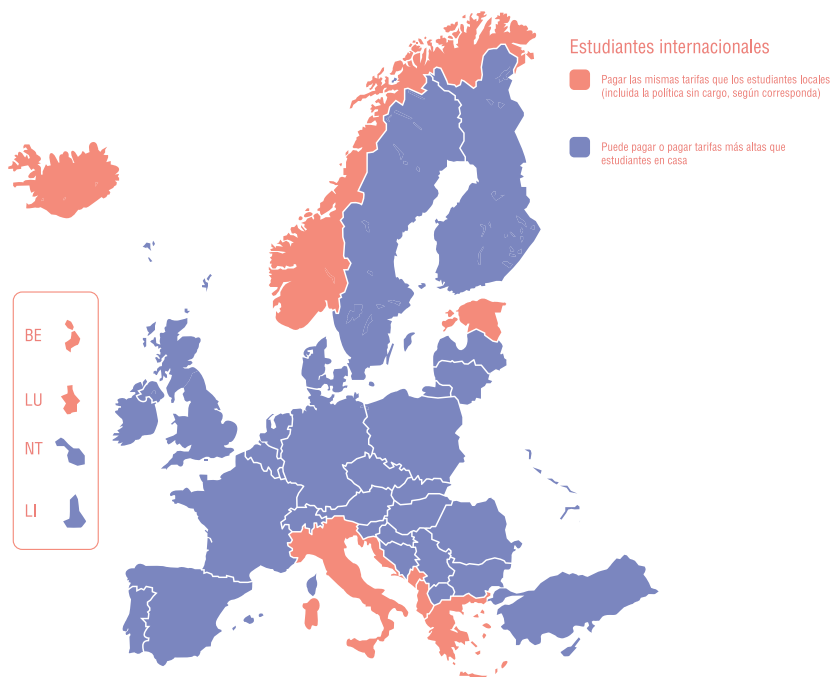 Estudiantes internacionales
Pagar las mismas tarifas que los estudiantes locales
(incluida la política sin cargo, según corresponda)
Puede pagar o pagar tarifas más altas que
estudiantes en casa
BE
LU
NT
LI